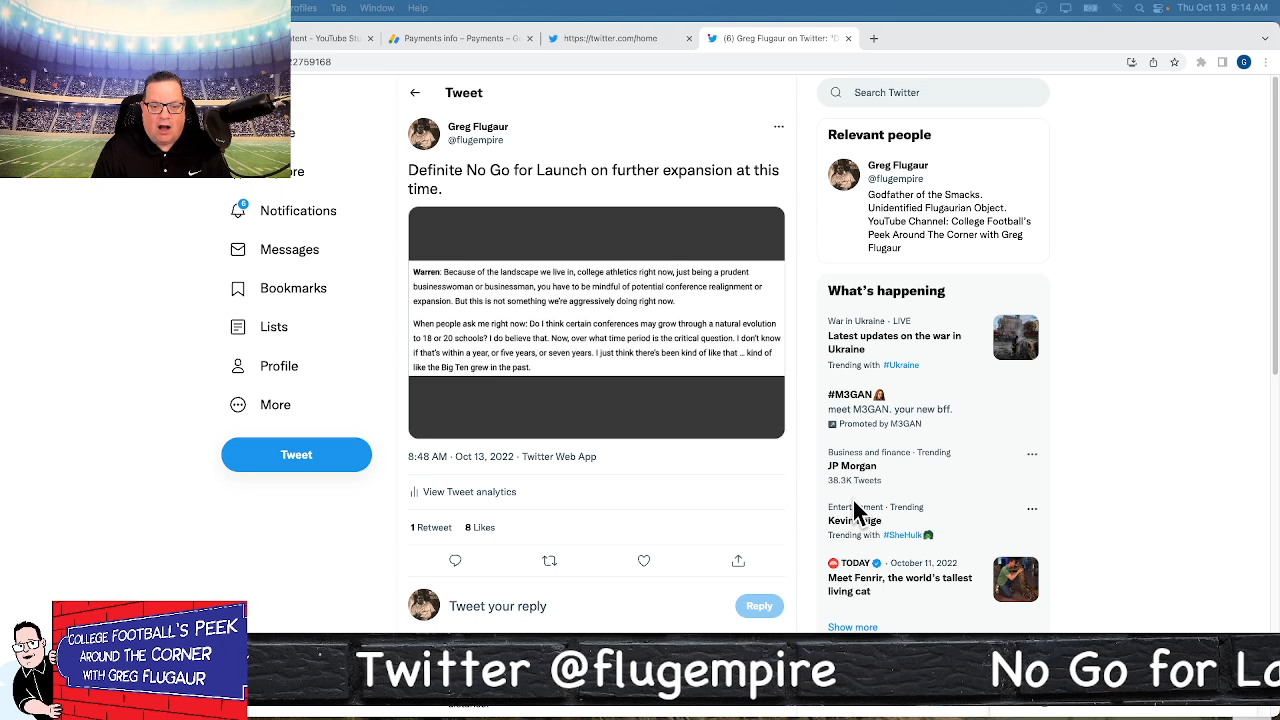 Tab Window Help
Thu Oct 13 9:14 AM
Payments info – Payments – G
https://twitter.com/home
(6) Greg Flugaur on Twitter: "D
22759168
G
Tweet
Search Twitter
Greg Flugaur
@flugempire
Definite No Go for Launch on further expansion at this
time.
Warren: Because of the landscape we live in, college athletics right now, just being a prudent
businesswoman or businessman, you have to be mindful of potential conference realignment or
expansion. But this is not something we're aggressively doing right now.
When people ask me right now: Do I think certain conferences may grow through a natural evolution
to 18 or 20 schools? I do believe that. Now, over what time period is the critical question. I don't know
if that's within a year, or five years, or seven years. I just think there's been kind of like that ... kind of
like the Big Ten grew in the past.
8:48 AM · Oct 13, 2022 · Twitter Web App
View Tweet analytics
1 Retweet 8 Likes
Tweet your reply
Reply
6
Notifications
Messages
Bookmarks
Lists
Profile
More
Tweet
Relevant people
Greg Flugaur
@flugempire
Godfather of the Smacks.
Unidentified Flugaurian Object.
YouTube Channel: College Football's
Peek Around The Corner with Greg
Flugaur
What's happening
War in Ukraine · LIVE
Latest updates on the war in
Ukraine
Trending with #Ukraine
#M3GAN
meet M3GAN. your new bff.
Promoted by M3GAN
Business and finance · Trending
JP Morgan
38.3K Tweets
Trending
Trending with #SheHulk
TODAY · October 11, 2022
Meet Fenrir, the world's tallest
living cat
Show more
COLLEGE FOOTBALL'S PEEK
AROUND THE CORNER
WITH GREG FLUGAUR
Twitter @flugempire No Go for La